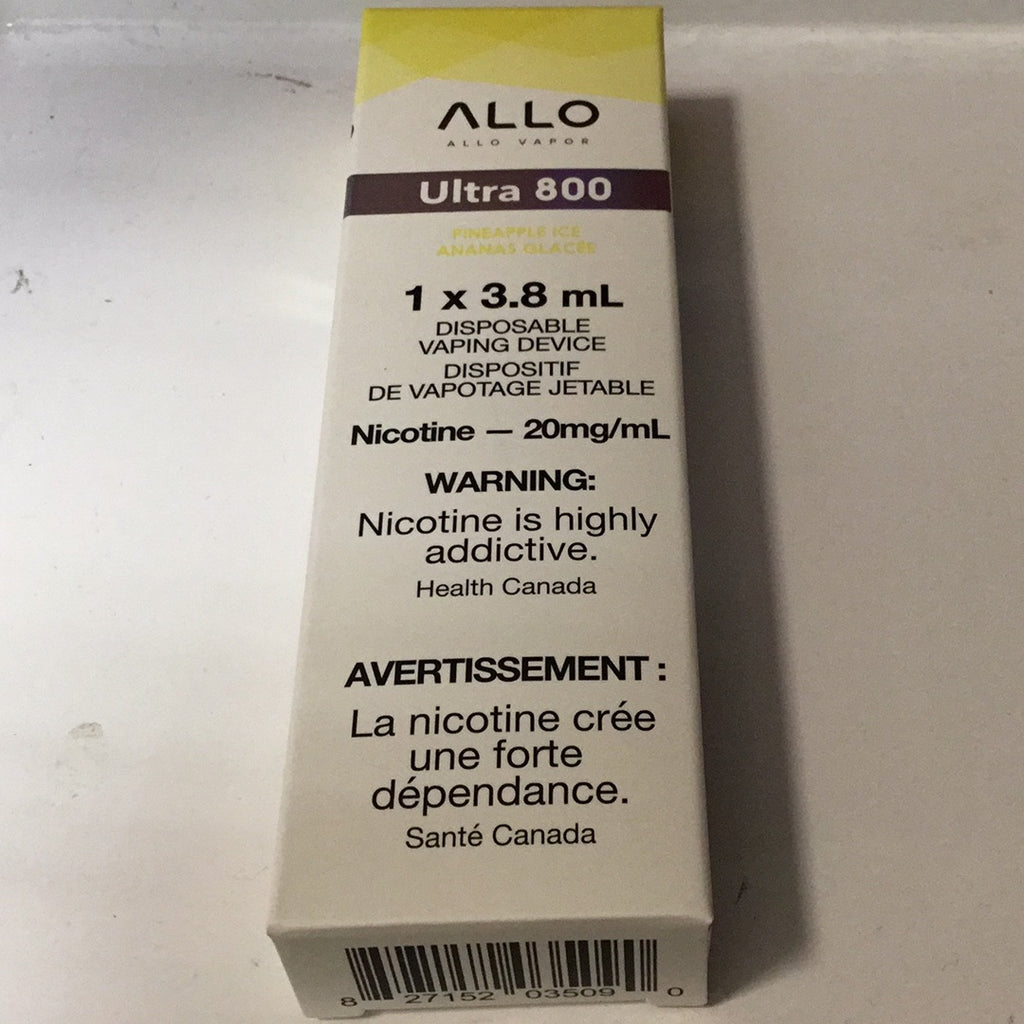 ALLO
ALLO VAPOR
Ultra 800
PINEAPPLE ICE
ANANAS GLACÉE
1 x 3.8 mL
DISPOSABLE
VAPING DEVICE
DISPOSITIF
DE VAPOTAGE JETABLE
Nicotine — 20mg/mL
WARNING:
Nicotine is highly
addictive.
Health Canada
AVERTISSEMENT :
La nicotine crée
une forte
dépendance.
Santé Canada
8 27152 03509 0